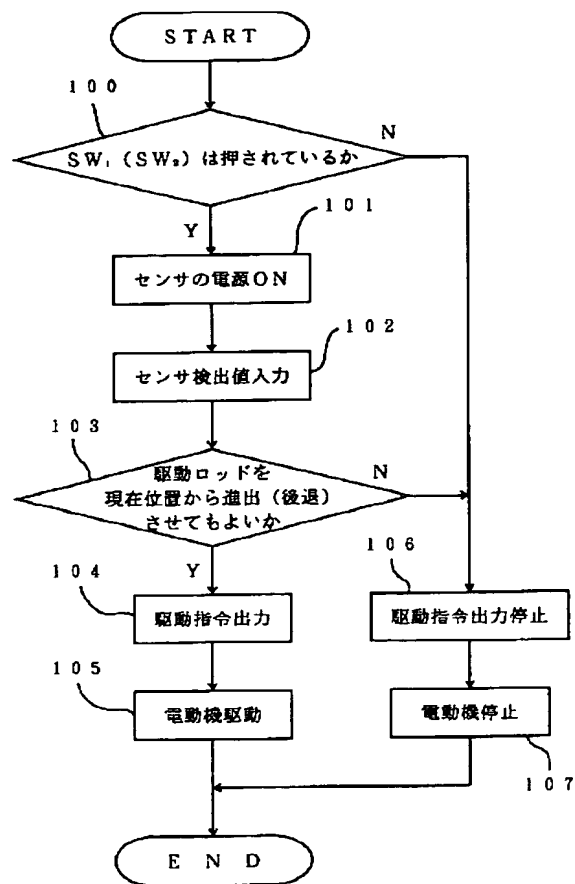 START
100
SW₁（SW₂）は押されているか
N
Y
101
センサの電源ON
102
センサ検出値入力
103
駆動ロッドを
現在位置から進出（後退）
させてもよいか
N
Y
104
駆動指令出力
106
駆動指令出力停止
105
電動機駆動
電動機停止
107
END